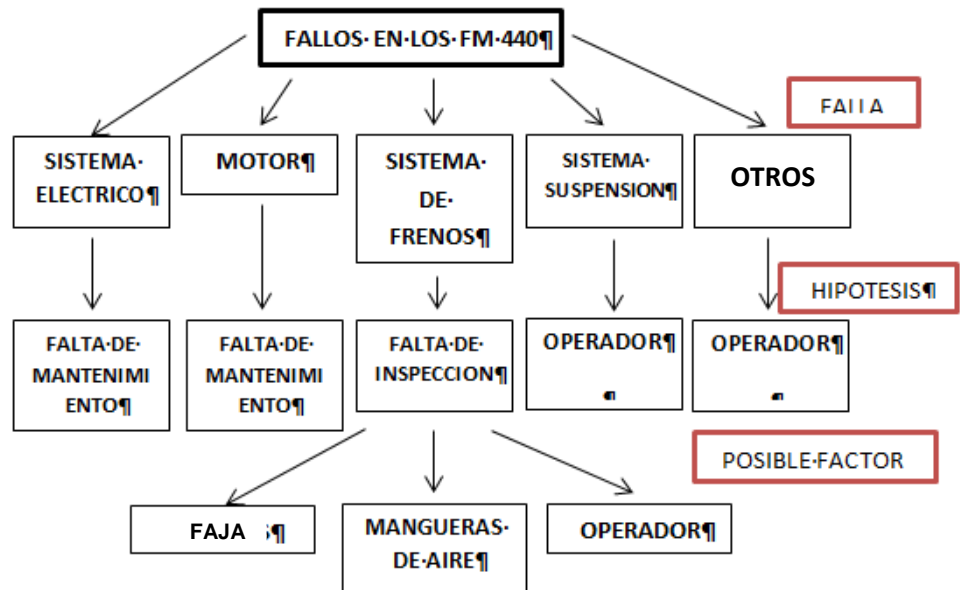 FALLOS·EN·LOS·FM·440¶
FALLA
SISTEMA·
ELECTRICO¶
MOTOR¶
SISTEMA·
DE·
FRENOS¶
SISTEMA·
SUSPENSION¶
OTROS
HIPOTESIS¶
FALTA·DE·
MANTENIMI
ENTO¶
FALTA·DE·
MANTENIMI
ENTO¶
FALTA·DE·
INSPECCION¶
OPERADOR¶
¶
OPERADOR¶
¶
POSIBLE·FACTOR
FAJA ¶
MANGUERAS·
DE·AIRE¶
OPERADOR¶